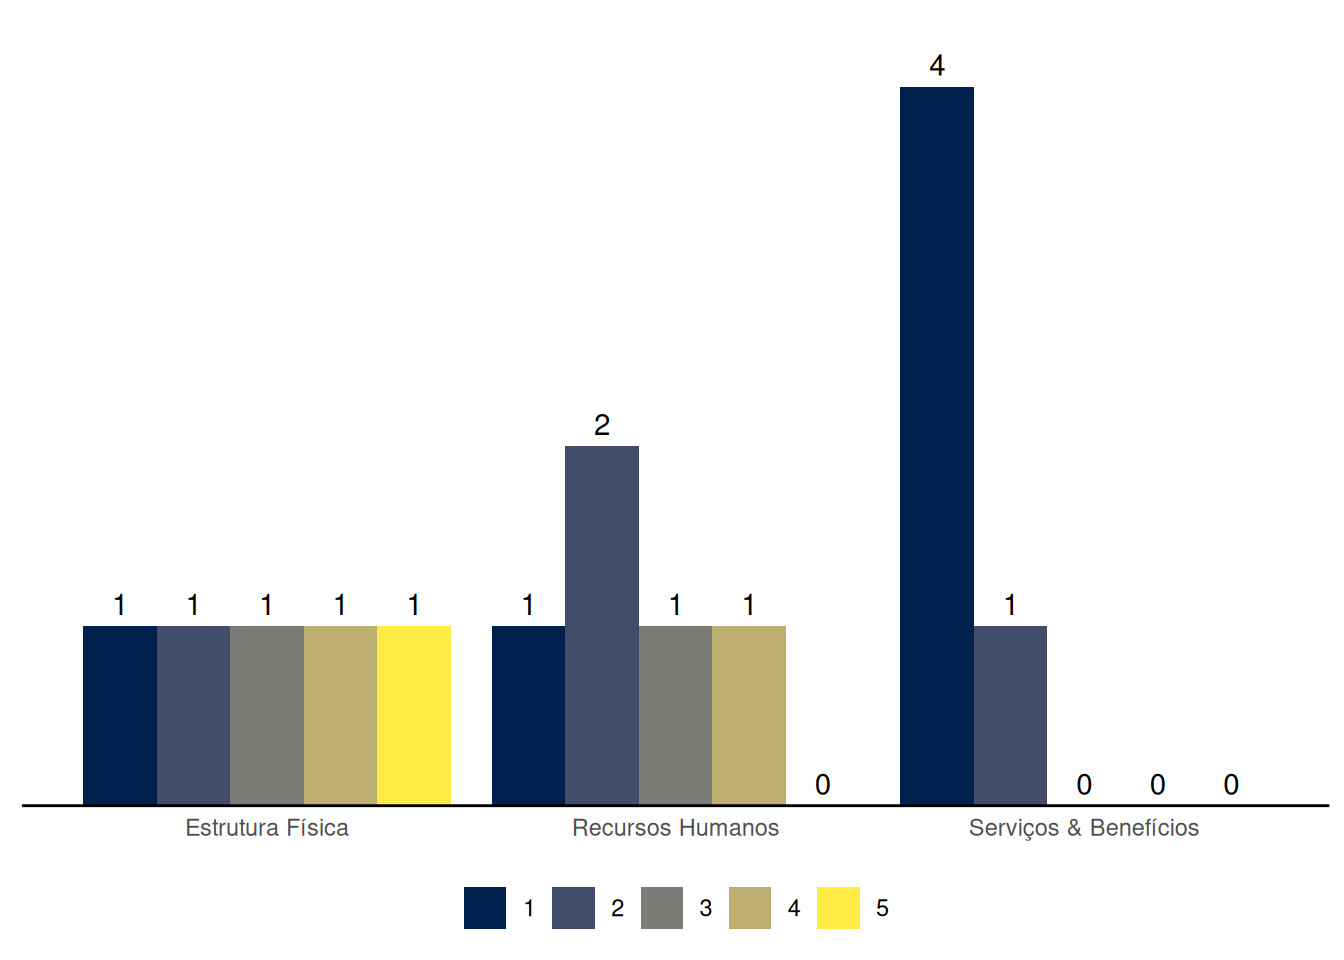 4
2
1 1 1 1 1 1 1 1 1
0 0 0 0
Estrutura Física Recursos Humanos Serviços & Benefícios
1 2 3 4 5